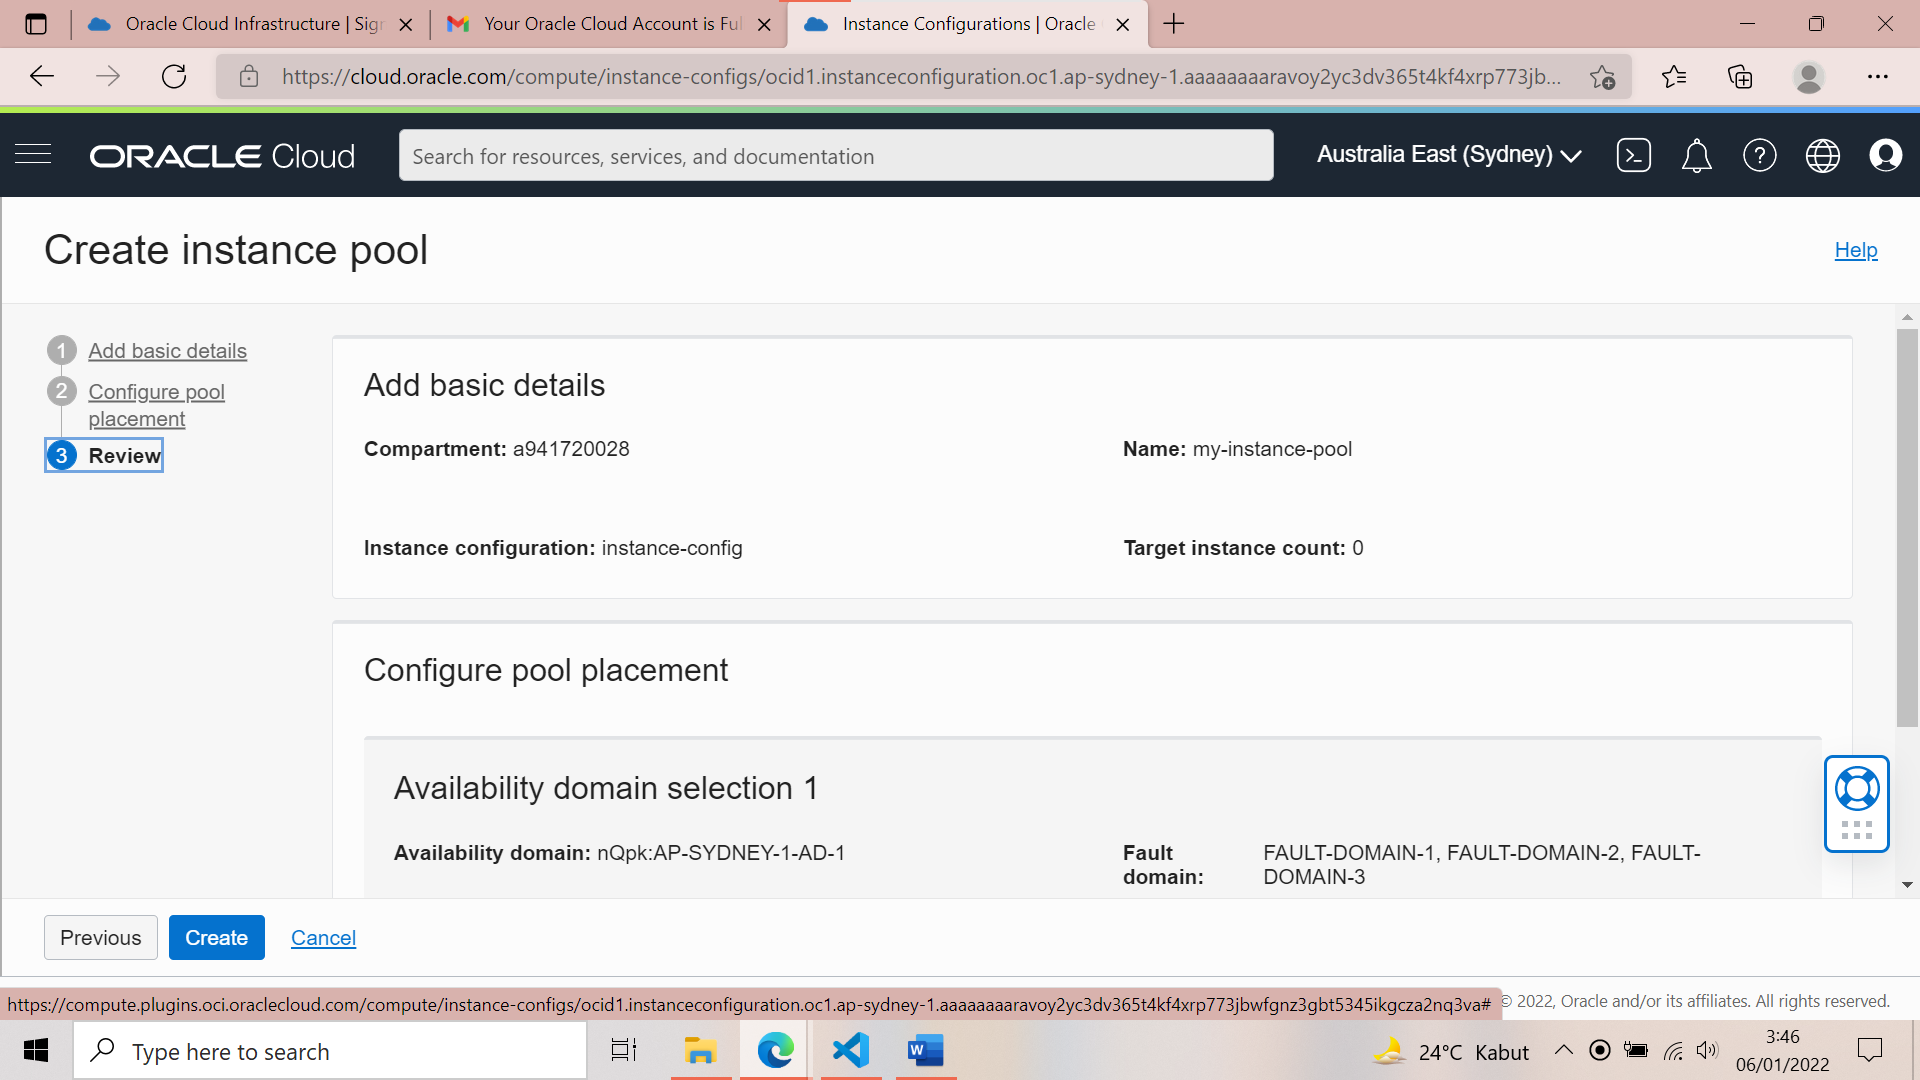 Oracle Cloud Infrastructure | Sig
Your Oracle Cloud Account is Ful
Instance Configurations | Oracle
https://cloud.oracle.com/compute/instance-configs/ocid1.instanceconfiguration.oc1.ap-sydney-1.aaaaaaaaravoy2yc3dv365t4kf4xrp773jb...
ORACLE Cloud
Search for resources, services, and documentation
Australia East (Sydney)
Create instance pool
Help
1 Add basic details
2 Configure pool
placement
3 Review
Add basic details
Compartment: a941720028
Name: my-instance-pool
Instance configuration: instance-config
Target instance count: 0
Configure pool placement
Availability domain selection 1
Availability domain: nQpk:AP-SYDNEY-1-AD-1
Fault
domain:
FAULT-DOMAIN-1, FAULT-DOMAIN-2, FAULT-
DOMAIN-3
Previous
Create
Cancel
https://compute.plugins.oci.oraclecloud.com/compute/instance-configs/ocid1.instanceconfiguration.oc1.ap-sydney-1.aaaaaaaaravoy2yc3dv365t4kf4xrp773jbwfgnz3gbt5345ikgcza2nq3va#
© 2022, Oracle and/or its affiliates. All rights reserved.
Type here to search
24°C Kabut
3:46
06/01/2022